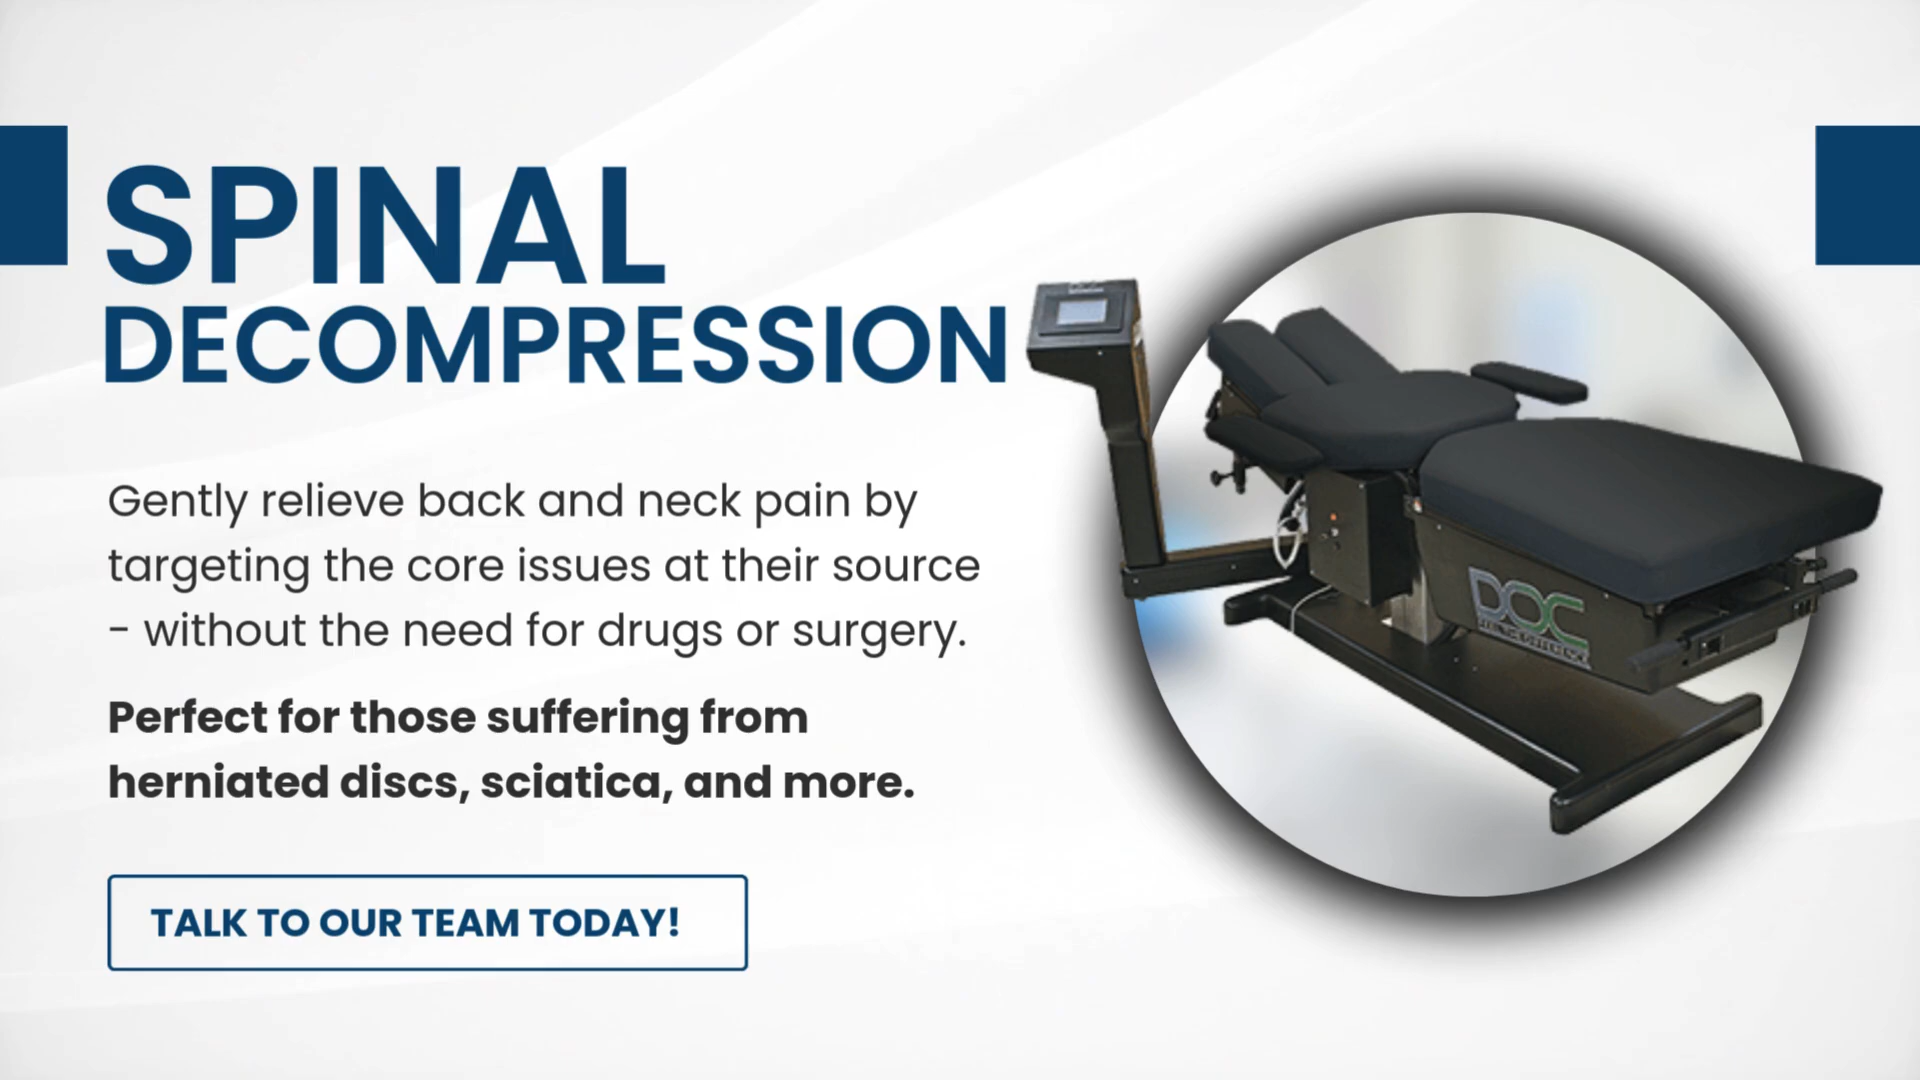 SPINAL
DECOMPRESSION
Gently relieve back and neck pain by
targeting the core issues at their source
- without the need for drugs or surgery.
Perfect for those suffering from
herniated discs, sciatica, and more.
TALK TO OUR TEAM TODAY!
DOC